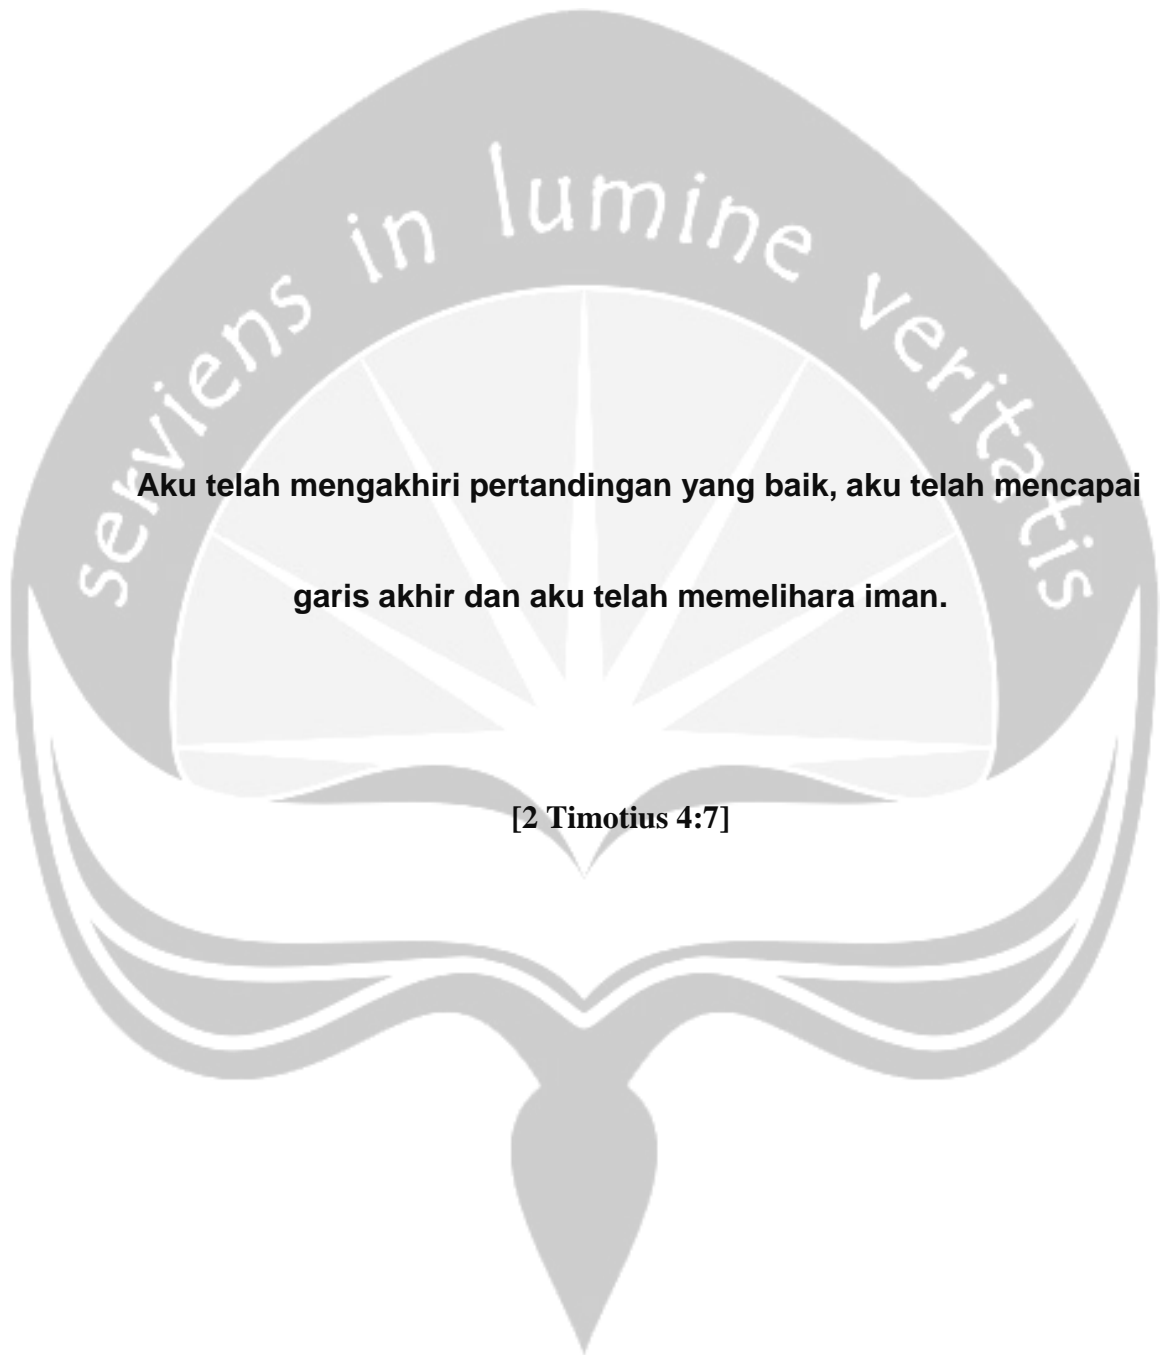 serviens in lumine veritatis
Aku telah mengakhiri pertandingan yang baik, aku telah mencapai
garis akhir dan aku telah memelihara iman.
[2 Timotius 4:7]